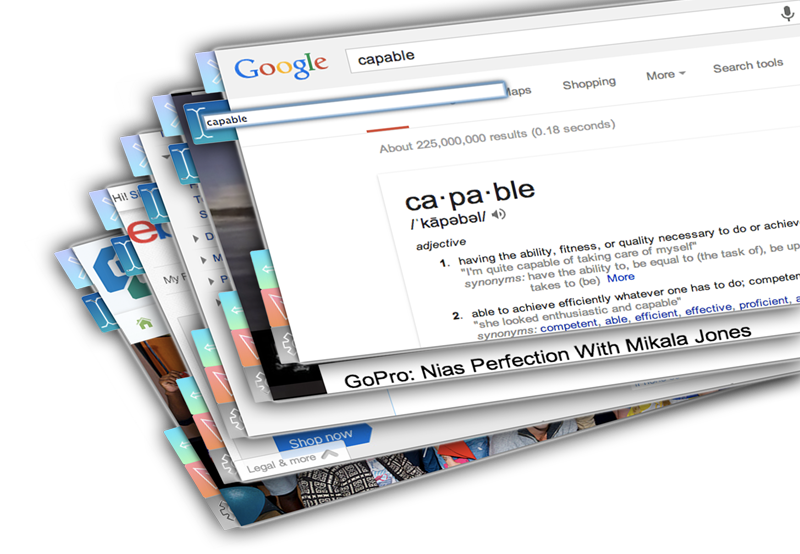 Google
capable
Maps
Shopping
More
Search tools
capable
About 225,000,000 results (0.18 seconds)
ca·pa·ble
/ˈkāpəbəl/
adjective
1. having the ability, fitness, or quality necessary to do or achieve
"I'm quite capable of taking care of myself"
synonyms: have the ability to, be equal to (the task of), be up
takes to (be) More
2. able to achieve efficiently whatever one has to do; competent
"she looked enthusiastic and capable"
synonyms: competent, able, efficient, effective, proficient, a
GoPro: Nias Perfection With Mikala Jones
Hi!
My
Shop now
Legal & more